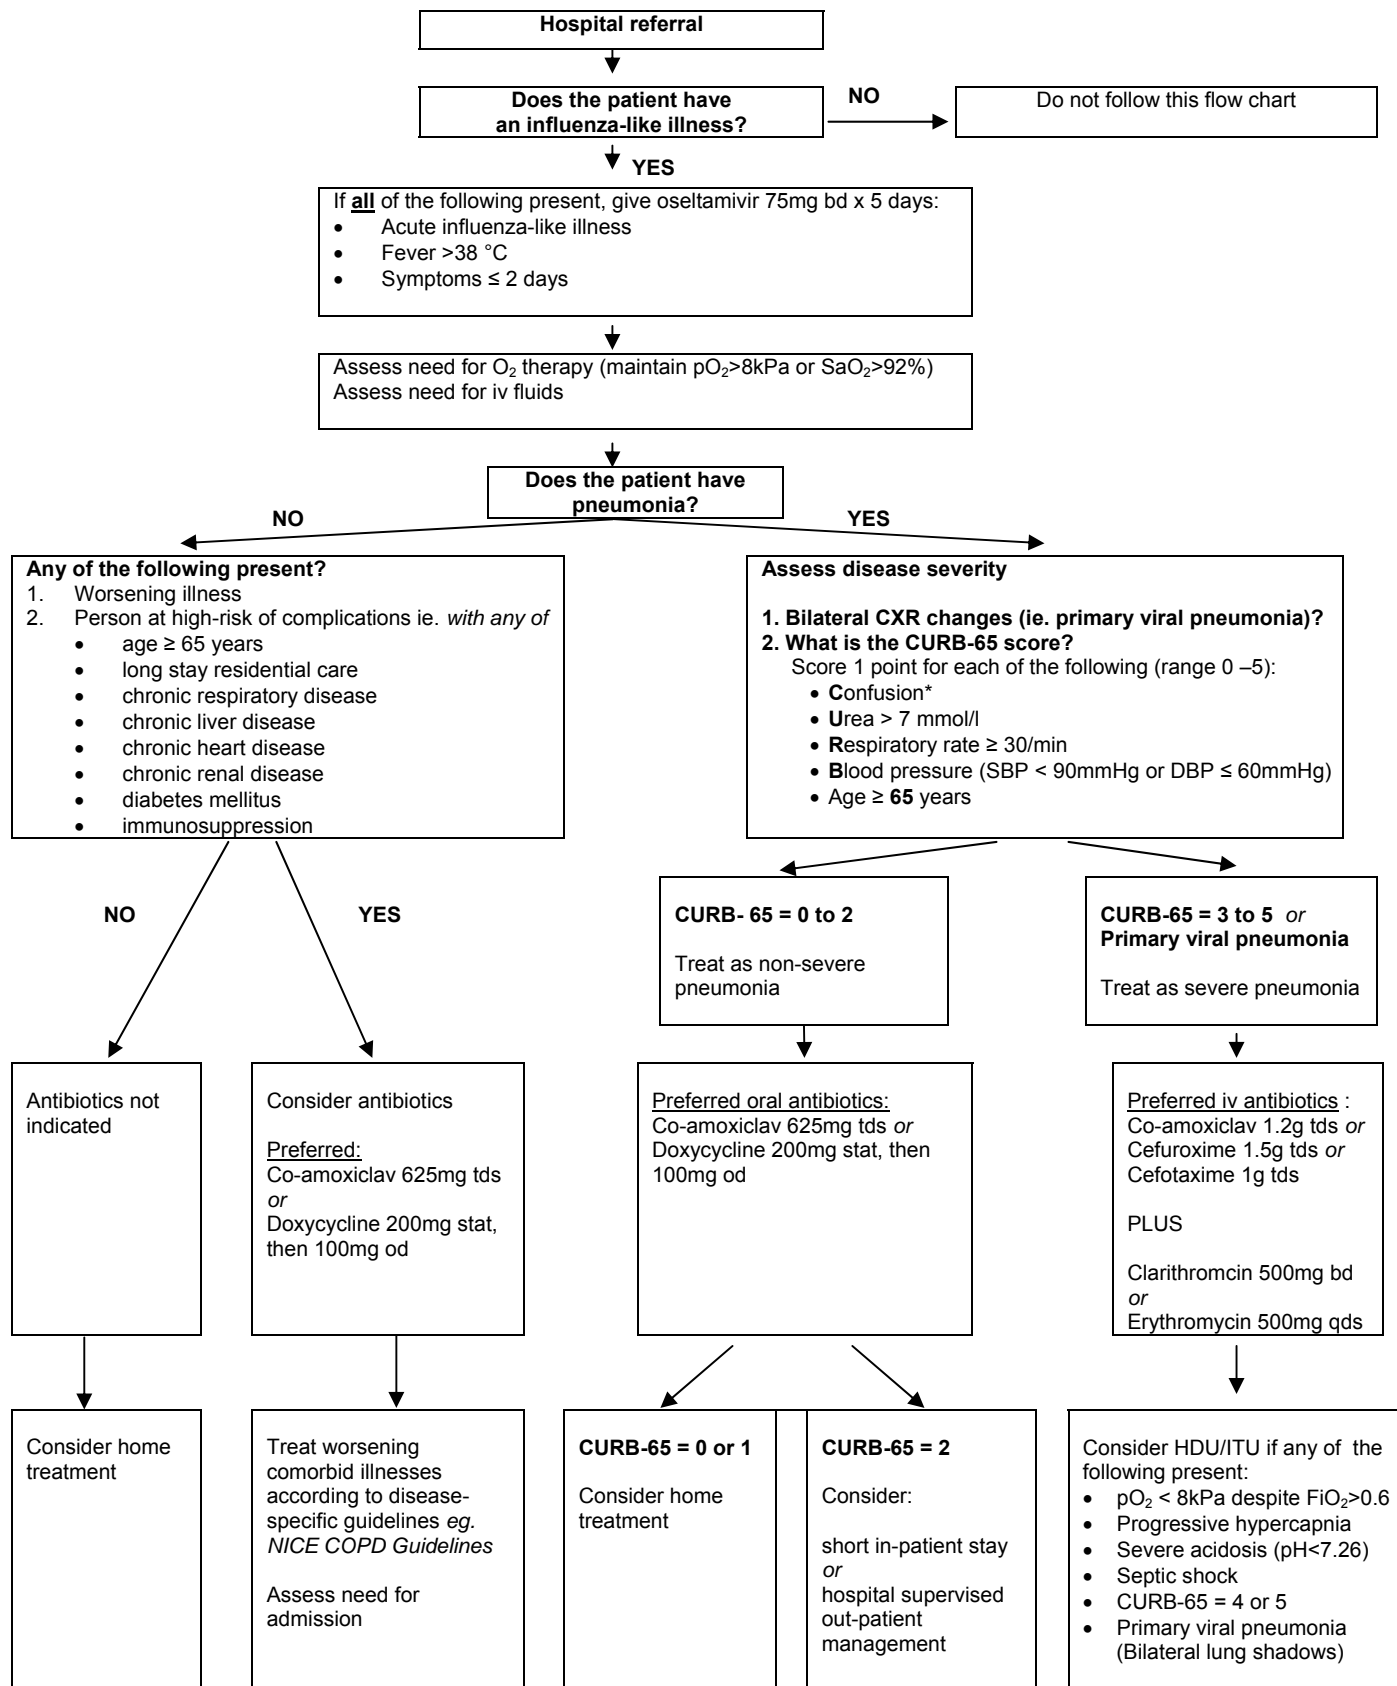 Hospital referral
Does the patient have
an influenza-like illness?
NO
Do not follow this flow chart
YES
If all of the following present, give oseltamivir 75mg bd x 5 days:
• Acute influenza-like illness
• Fever >38 °C
• Symptoms ≤ 2 days
Assess need for O₂ therapy (maintain pO₂>8kPa or SaO₂>92%)
Assess need for iv fluids
Does the patient have
pneumonia?
NO
YES
Any of the following present?
1. Worsening illness
2. Person at high-risk of complications ie. with any of
• age ≥ 65 years
• long stay residential care
• chronic respiratory disease
• chronic liver disease
• chronic heart disease
• chronic renal disease
• diabetes mellitus
• immunosuppression
Assess disease severity
1. Bilateral CXR changes (ie. primary viral pneumonia)?
2. What is the CURB-65 score?
Score 1 point for each of the following (range 0 –5):
• Confusion*
• Urea > 7 mmol/l
• Respiratory rate ≥ 30/min
• Blood pressure (SBP < 90mmHg or DBP ≤ 60mmHg)
• Age ≥ 65 years
NO
YES
CURB- 65 = 0 to 2
Treat as non-severe
pneumonia
CURB-65 = 3 to 5 or
Primary viral pneumonia
Treat as severe pneumonia
Antibiotics not
indicated
Consider antibiotics
Preferred:
Co-amoxiclav 625mg tds
or
Doxycycline 200mg stat,
then 100mg od
Preferred oral antibiotics:
Co-amoxiclav 625mg tds or
Doxycycline 200mg stat, then
100mg od
Preferred iv antibiotics :
Co-amoxiclav 1.2g tds or
Cefuroxime 1.5g tds or
Cefotaxime 1g tds
PLUS
Clarithromcin 500mg bd
or
Erythromycin 500mg qds
Consider home
treatment
Treat worsening
comorbid illnesses
according to disease-
specific guidelines eg.
NICE COPD Guidelines
Assess need for
admission
CURB-65 = 0 or 1
Consider home
treatment
CURB-65 = 2
Consider:
short in-patient stay
or
hospital supervised
out-patient
management
Consider HDU/ITU if any of the
following present:
• pO₂ < 8kPa despite FiO₂>0.6
• Progressive hypercapnia
• Severe acidosis (pH<7.26)
• Septic shock
• CURB-65 = 4 or 5
• Primary viral pneumonia
(Bilateral lung shadows)